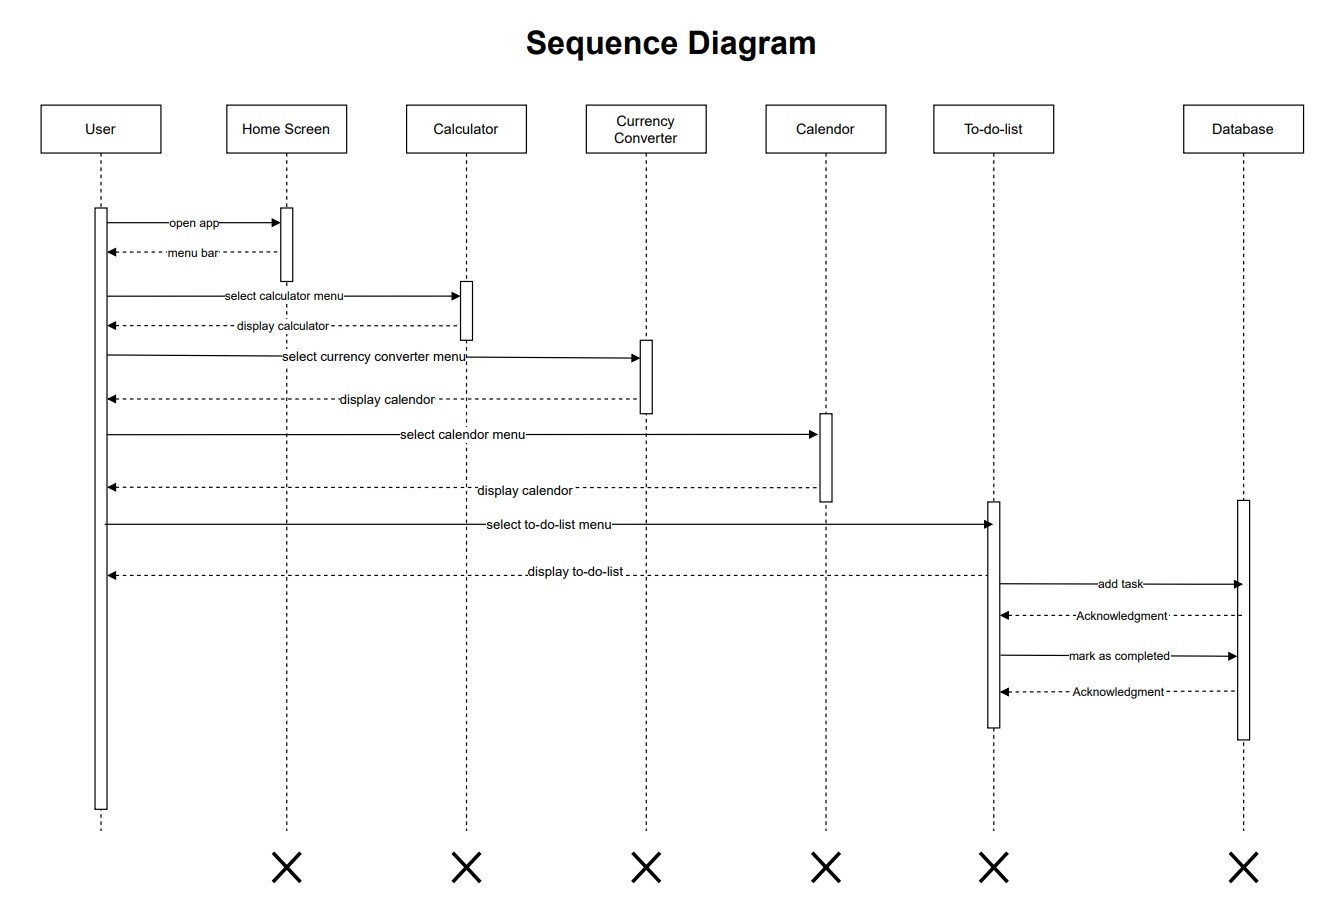 Sequence Diagram
User
Home Screen
Calculator
Currency
Converter
Calendor
To-do-list
Database
open app
menu bar
select calculator menu
display calculator
select currency converter menu
display calendor
select calendor menu
display calendor
select to-do-list menu
display to-do-list
add task
Acknowledgment
mark as completed
Acknowledgment